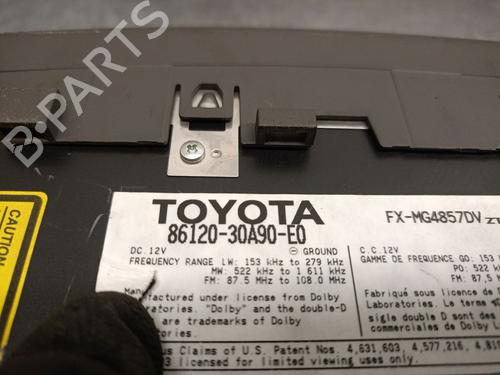 B-PARTS
CAUTION
TOYOTA FX-MG4857DV
86120-30A90-E0
DC.12V GROUND C.C.12V
FREQUENCY RANGE LW: 153 kHz to 279 kHz GAMME DE FREQUENCE GO: 153
MW: 522 kHz to 1 611 kHz PO: 522
FM: 87.5 MHz to 108.0 MHz FM: 87,5
Manufactured under license from Dolby Fabriqué sous licence de D
Laboratories. "Dolby" and the double-D Laboratories. Le terme
are trademarks of Dolby sigle double D sont des
commerciales de Dolby
Claims of U.S. Patent Nos. 4,631,603, 4,577,216, 4,
licensed for limited viewing uses only.